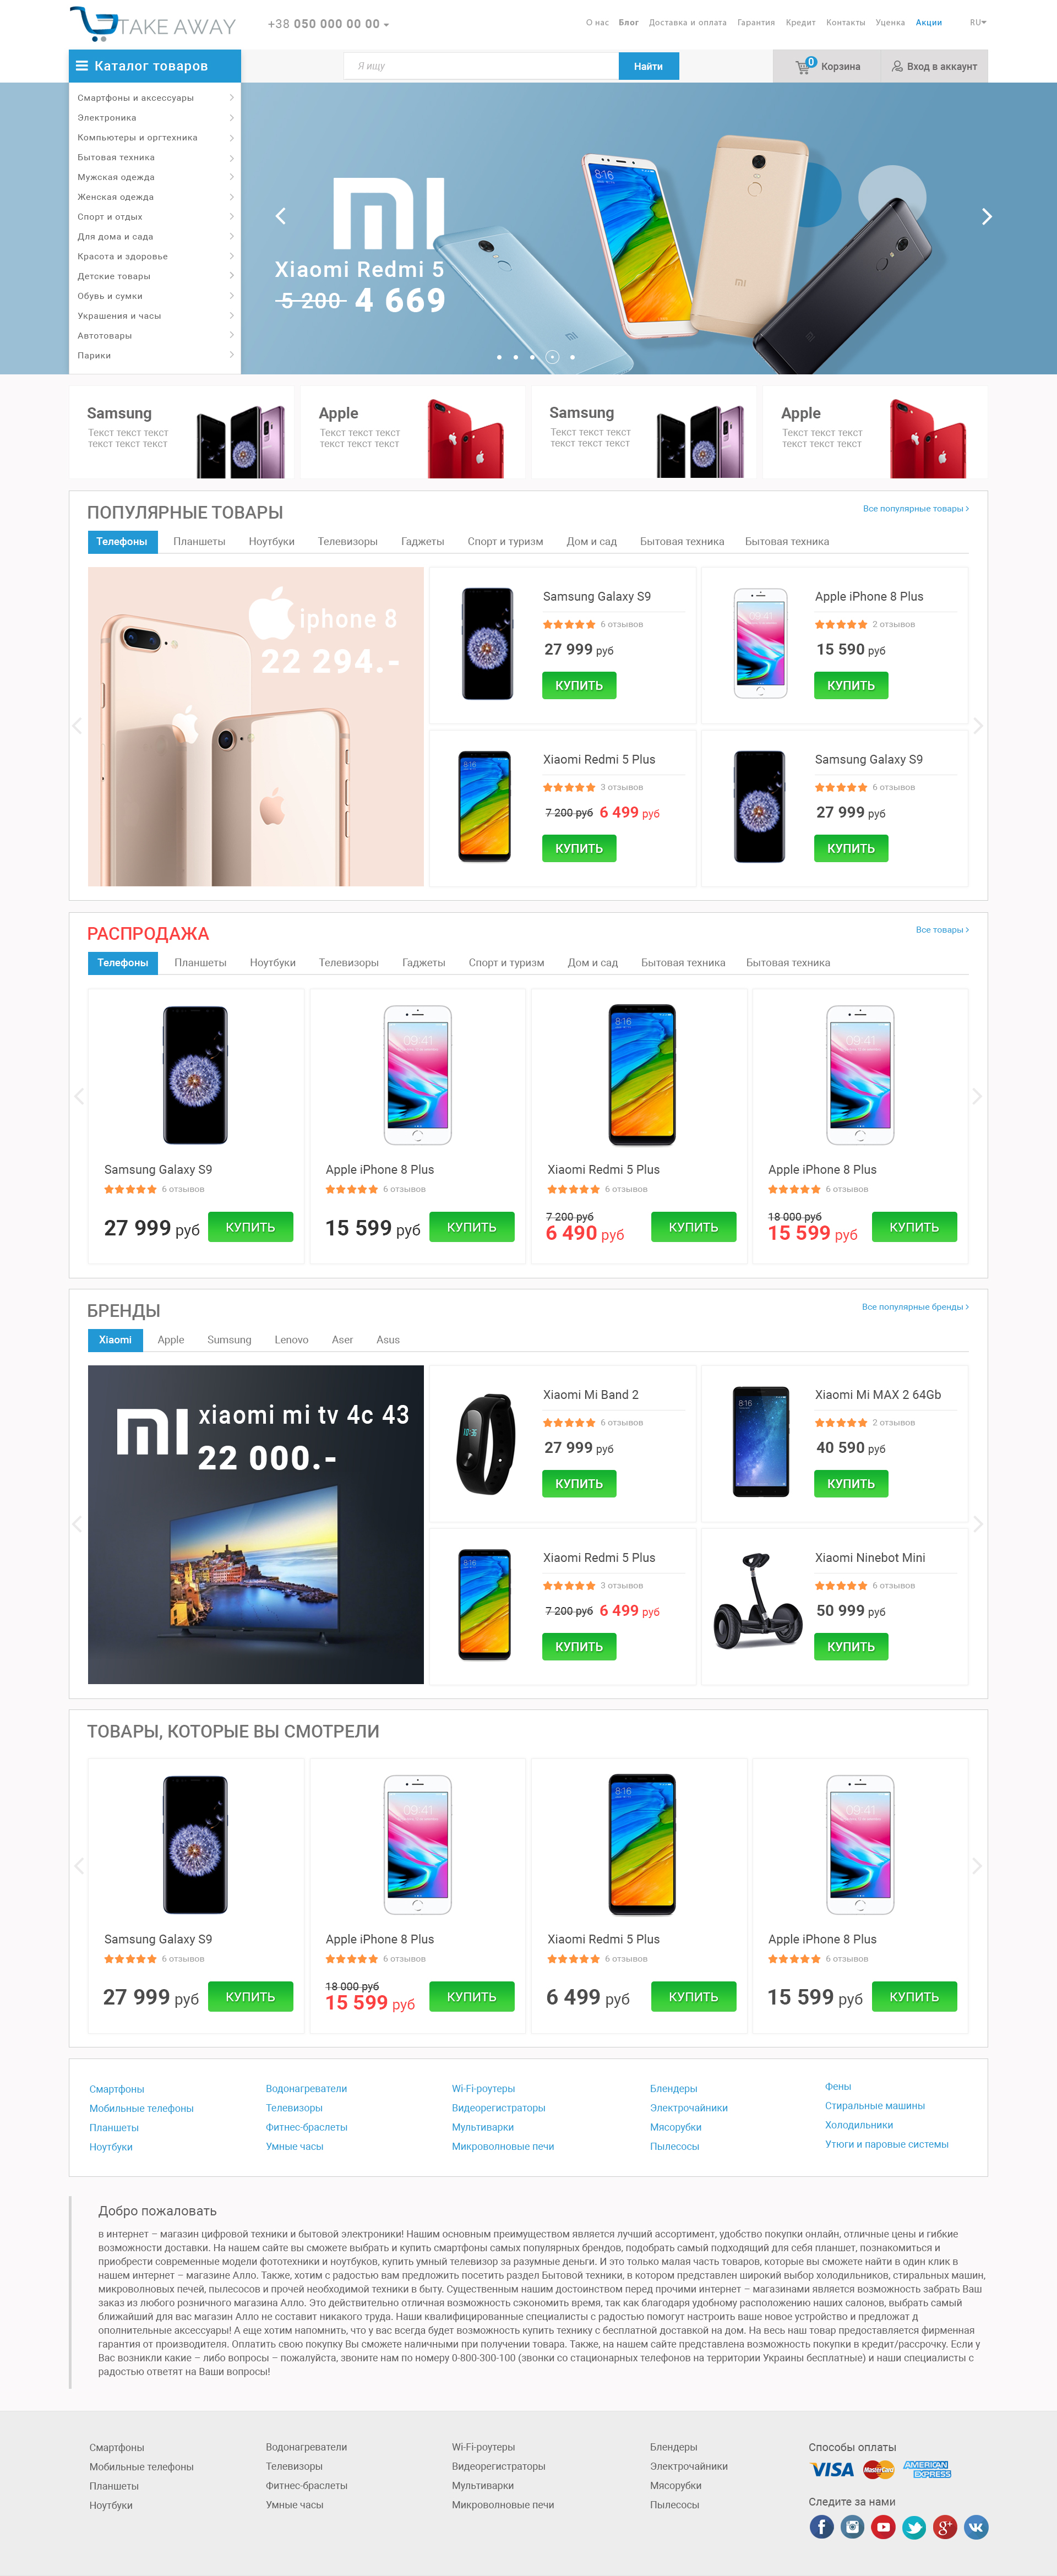 TAKE AWAY
+38 050 000 00 00
О нас Блог Доставка и оплата Гарантия Кредит Контакты Уценка Акции RU
Каталог товаров
Я ищу
Найти
0 Корзина
Вход в аккаунт
Смартфоны и аксессуары
Электроника
Компьютеры и оргтехника
Бытовая техника
Мужская одежда
Женская одежда
Спорт и отдых
Для дома и сада
Красота и здоровье
Детские товары
Обувь и сумки
Украшения и часы
Автотовары
Парики
mi
Xiaomi Redmi 5
5 200 4 669
8:16
Samsung
Текст текст текст
текст текст текст
Apple
Текст текст текст
текст текст текст
Samsung
Текст текст текст
текст текст текст
Apple
Текст текст текст
текст текст текст
ПОПУЛЯРНЫЕ ТОВАРЫ
Все популярные товары
Телефоны Планшеты Ноутбуки Телевизоры Гаджеты Спорт и туризм Дом и сад Бытовая техника Бытовая техника
iphone 8
22 294.-
Samsung Galaxy S9
6 отзывов
27 999 руб
КУПИТЬ
09:41
Apple iPhone 8 Plus
2 отзывов
15 590 руб
КУПИТЬ
8:16
Xiaomi Redmi 5 Plus
3 отзывов
7 200 руб 6 499 руб
КУПИТЬ
Samsung Galaxy S9
6 отзывов
27 999 руб
КУПИТЬ
РАСПРОДАЖА
Все товары
Телефоны Планшеты Ноутбуки Телевизоры Гаджеты Спорт и туризм Дом и сад Бытовая техника Бытовая техника
Samsung Galaxy S9
6 отзывов
27 999 руб
КУПИТЬ
09:41
Apple iPhone 8 Plus
6 отзывов
15 599 руб
КУПИТЬ
8:16
Xiaomi Redmi 5 Plus
6 отзывов
7 200 руб
6 490 руб
КУПИТЬ
09:41
Apple iPhone 8 Plus
6 отзывов
18 000 руб
15 599 руб
КУПИТЬ
БРЕНДЫ
Все популярные бренды
Xiaomi Apple Sumsung Lenovo Aser Asus
mi xiaomi mi tv 4c 43
22 000.-
10:36
Xiaomi Mi Band 2
6 отзывов
27 999 руб
КУПИТЬ
8:16
Xiaomi Mi MAX 2 64Gb
2 отзывов
40 590 руб
КУПИТЬ
8:16
Xiaomi Redmi 5 Plus
3 отзывов
7 200 руб 6 499 руб
КУПИТЬ
Xiaomi Ninebot Mini
6 отзывов
50 999 руб
КУПИТЬ
ТОВАРЫ, КОТОРЫЕ ВЫ СМОТРЕЛИ
Samsung Galaxy S9
6 отзывов
27 999 руб
КУПИТЬ
09:41
Apple iPhone 8 Plus
6 отзывов
18 000 руб
15 599 руб
КУПИТЬ
8:16
Xiaomi Redmi 5 Plus
6 отзывов
6 499 руб
КУПИТЬ
09:41
Apple iPhone 8 Plus
6 отзывов
15 599 руб
КУПИТЬ
Смартфоны
Мобильные телефоны
Планшеты
Ноутбуки
Водонагреватели
Телевизоры
Фитнес-браслеты
Умные часы
Wi-Fi-роутеры
Видеорегистраторы
Мультиварки
Микроволновые печи
Блендеры
Электрочайники
Мясорубки
Пылесосы
Фены
Стиральные машины
Холодильники
Утюги и паровые системы
Добро пожаловать
в интернет – магазин цифровой техники и бытовой электроники! Нашим основным преимуществом является лучший ассортимент, удобство покупки онлайн, отличные цены и гибкие
возможности доставки. На нашем сайте вы сможете выбрать и купить смартфоны самых популярных брендов, подобрать самый подходящий для себя планшет, познакомиться и
приобрести современные модели фототехники и ноутбуков, купить умный телевизор за разумные деньги. И это только малая часть товаров, которые вы сможете найти в один клик в
нашем интернет – магазине Алло. Также, хотим с радостью вам предложить посетить раздел Бытовой техники, в котором представлен широкий выбор холодильников, стиральных машин,
микроволновых печей, пылесосов и прочей необходимой техники в быту. Существенным нашим достоинством перед прочими интернет – магазинами является возможность забрать Ваш
заказ из любого розничного магазина Алло. Это действительно отличная возможность сэкономить время, так как благодаря удобному расположению наших салонов, выбрать самый
ближайший для вас магазин Алло не составит никакого труда. Наши квалифицированные специалисты с радостью помогут настроить ваше новое устройство и предложат д
ополнительные аксессуары! А еще хотим напомнить, что у вас всегда будет возможность купить технику с бесплатной доставкой на дом. На весь наш товар предоставляется фирменная
гарантия от производителя. Оплатить свою покупку Вы сможете наличными при получении товара. Также, на нашем сайте представлена возможность покупки в кредит/рассрочку. Если у
Вас возникли какие – либо вопросы – пожалуйста, звоните нам по номеру 0-800-300-100 (звонки со стационарных телефонов на территории Украины бесплатные) и наши специалисты с
радостью ответят на Ваши вопросы!
Смартфоны
Мобильные телефоны
Планшеты
Ноутбуки
Водонагреватели
Телевизоры
Фитнес-браслеты
Умные часы
Wi-Fi-роутеры
Видеорегистраторы
Мультиварки
Микроволновые печи
Блендеры
Электрочайники
Мясорубки
Пылесосы
Способы оплаты
VISA MasterCard AMERICAN EXPRESS
Следите за нами